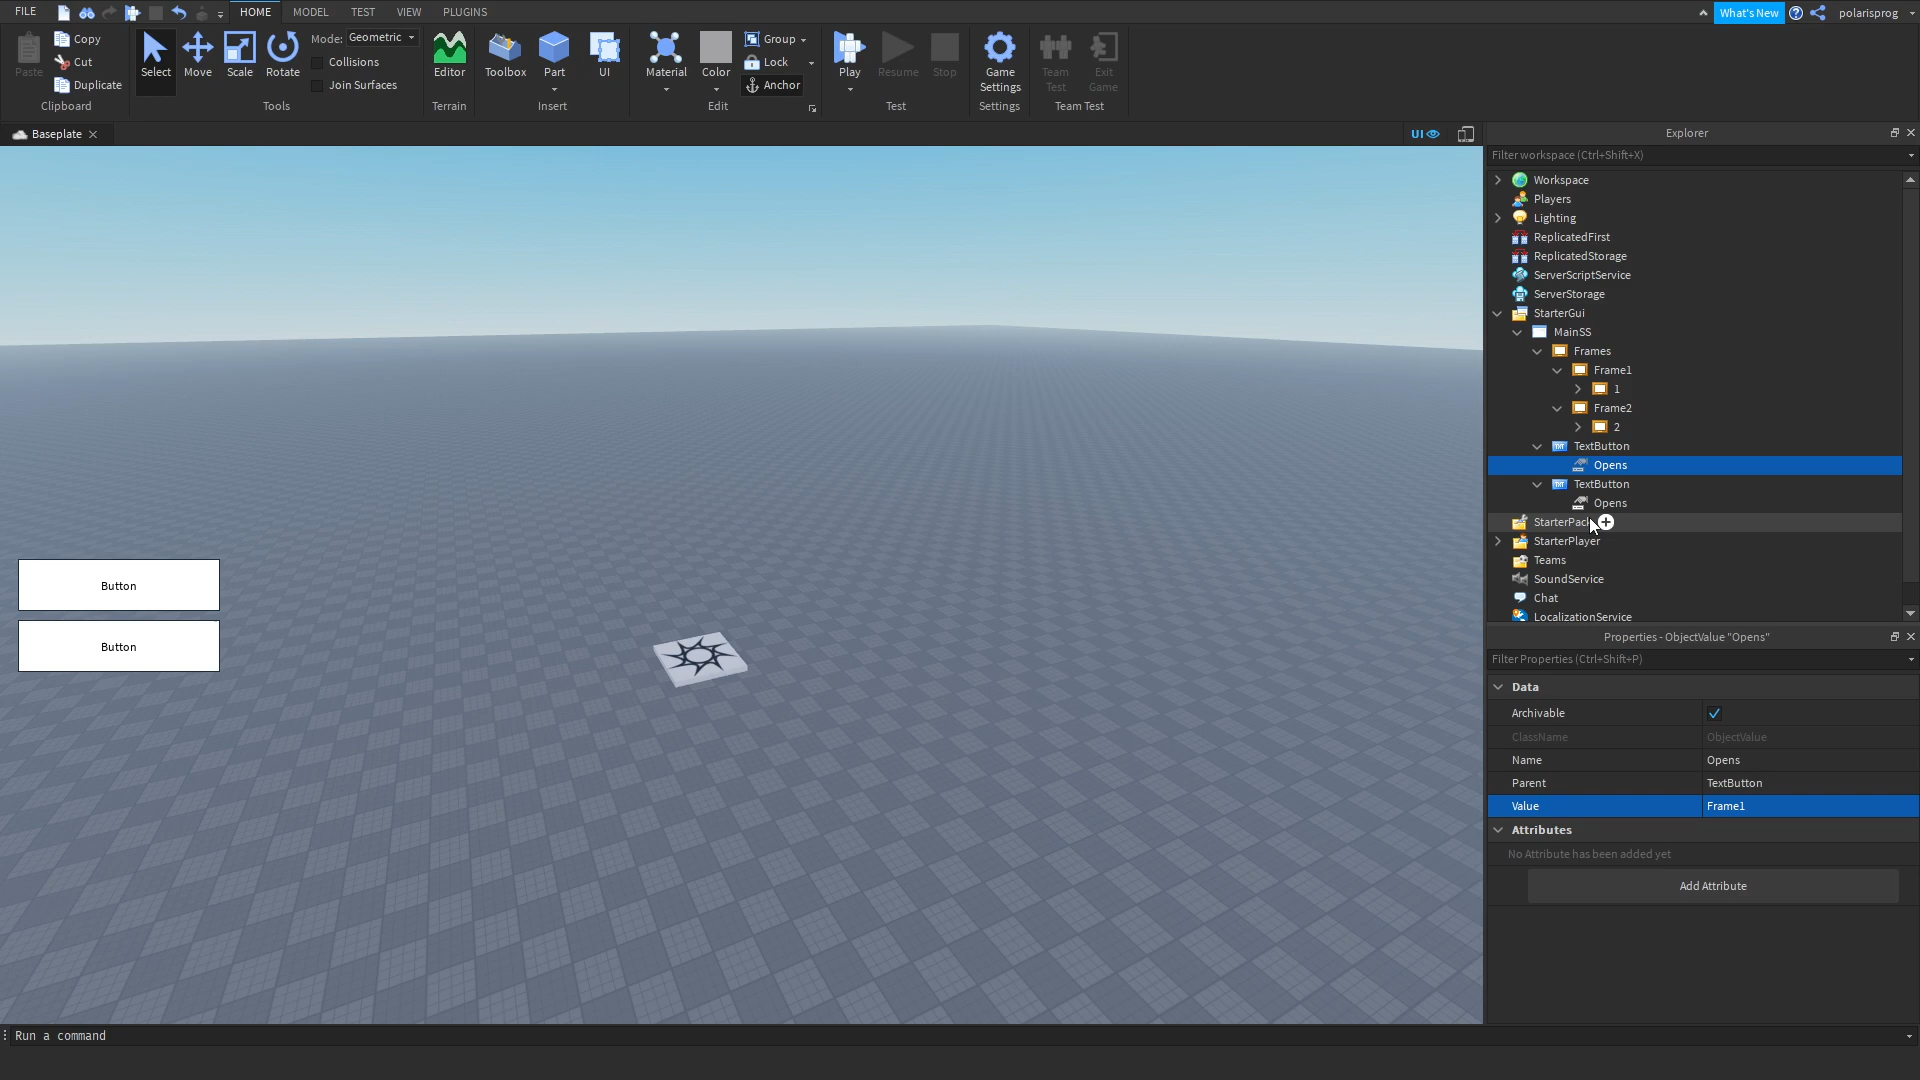 FILE HOME MODEL TEST VIEW PLUGINS What's New polarisprog
Paste Copy Cut Duplicate Clipboard
Select Move Scale Rotate Mode: Geometric Collisions Join Surfaces Tools
Editor Terrain
Toolbox Part UI Insert
Material Color Group Lock Anchor Edit
Play Resume Stop Test
Game Settings Settings
Team Test Exit Game Team Test
Baseplate UI
Button
Button
Explorer
Filter workspace (Ctrl+Shift+X)
Workspace
Players
Lighting
ReplicatedFirst
ReplicatedStorage
ServerScriptService
ServerStorage
StarterGui
MainSS
Frames
Frame1
1
Frame2
2
TXT TextButton
Opens
TXT TextButton
Opens
StarterPack
StarterPlayer
Teams
SoundService
Chat
LocalizationService
Properties - ObjectValue "Opens"
Filter Properties (Ctrl+Shift+P)
Data
Archivable
ClassName ObjectValue
Name Opens
Parent TextButton
Value Frame1
Attributes
No Attribute has been added yet
Add Attribute
Run a command